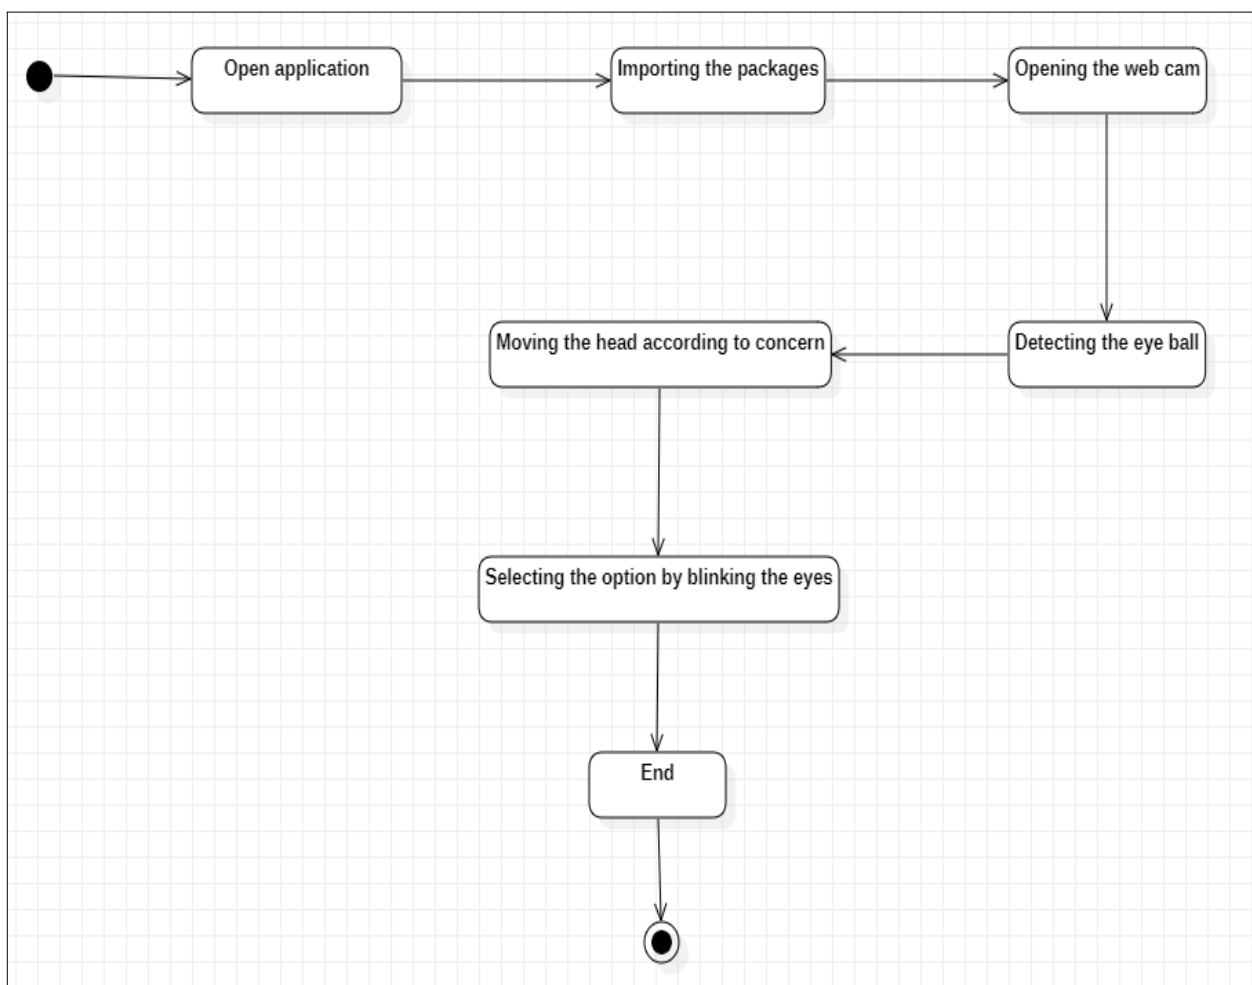 Open application
Importing the packages
Opening the web cam
Detecting the eye ball
Moving the head according to concern
Selecting the option by blinking the eyes
End